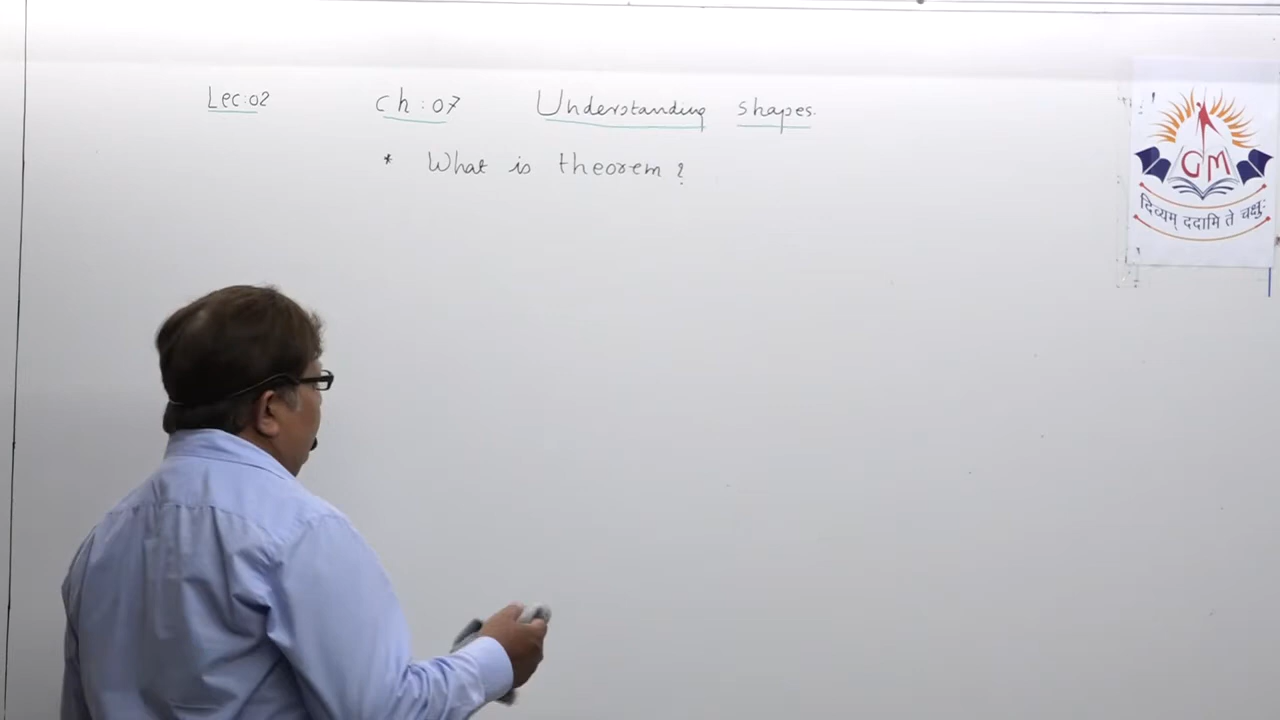 Lec:02 Ch:07 Understanding shapes.
* What is theorem?
GM
दिव्यम् ददामि ते चक्षुः